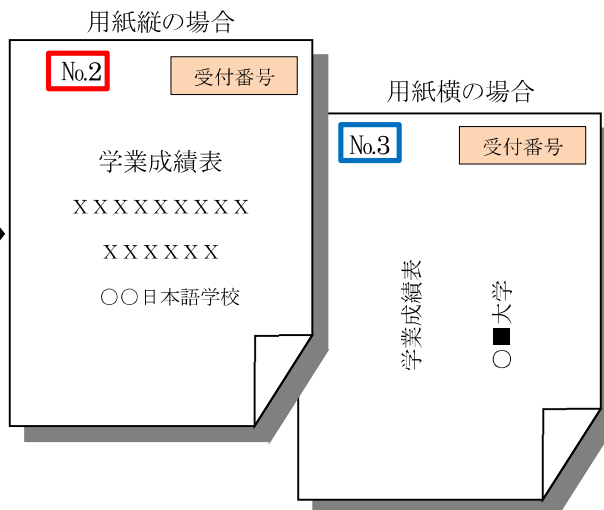 用紙縦の場合
No.2
受付番号
学業成績表
XXXXXXXXX
XXXXXX
○○日本語学校
用紙横の場合
No.3
受付番号
学業成績表
○■大学